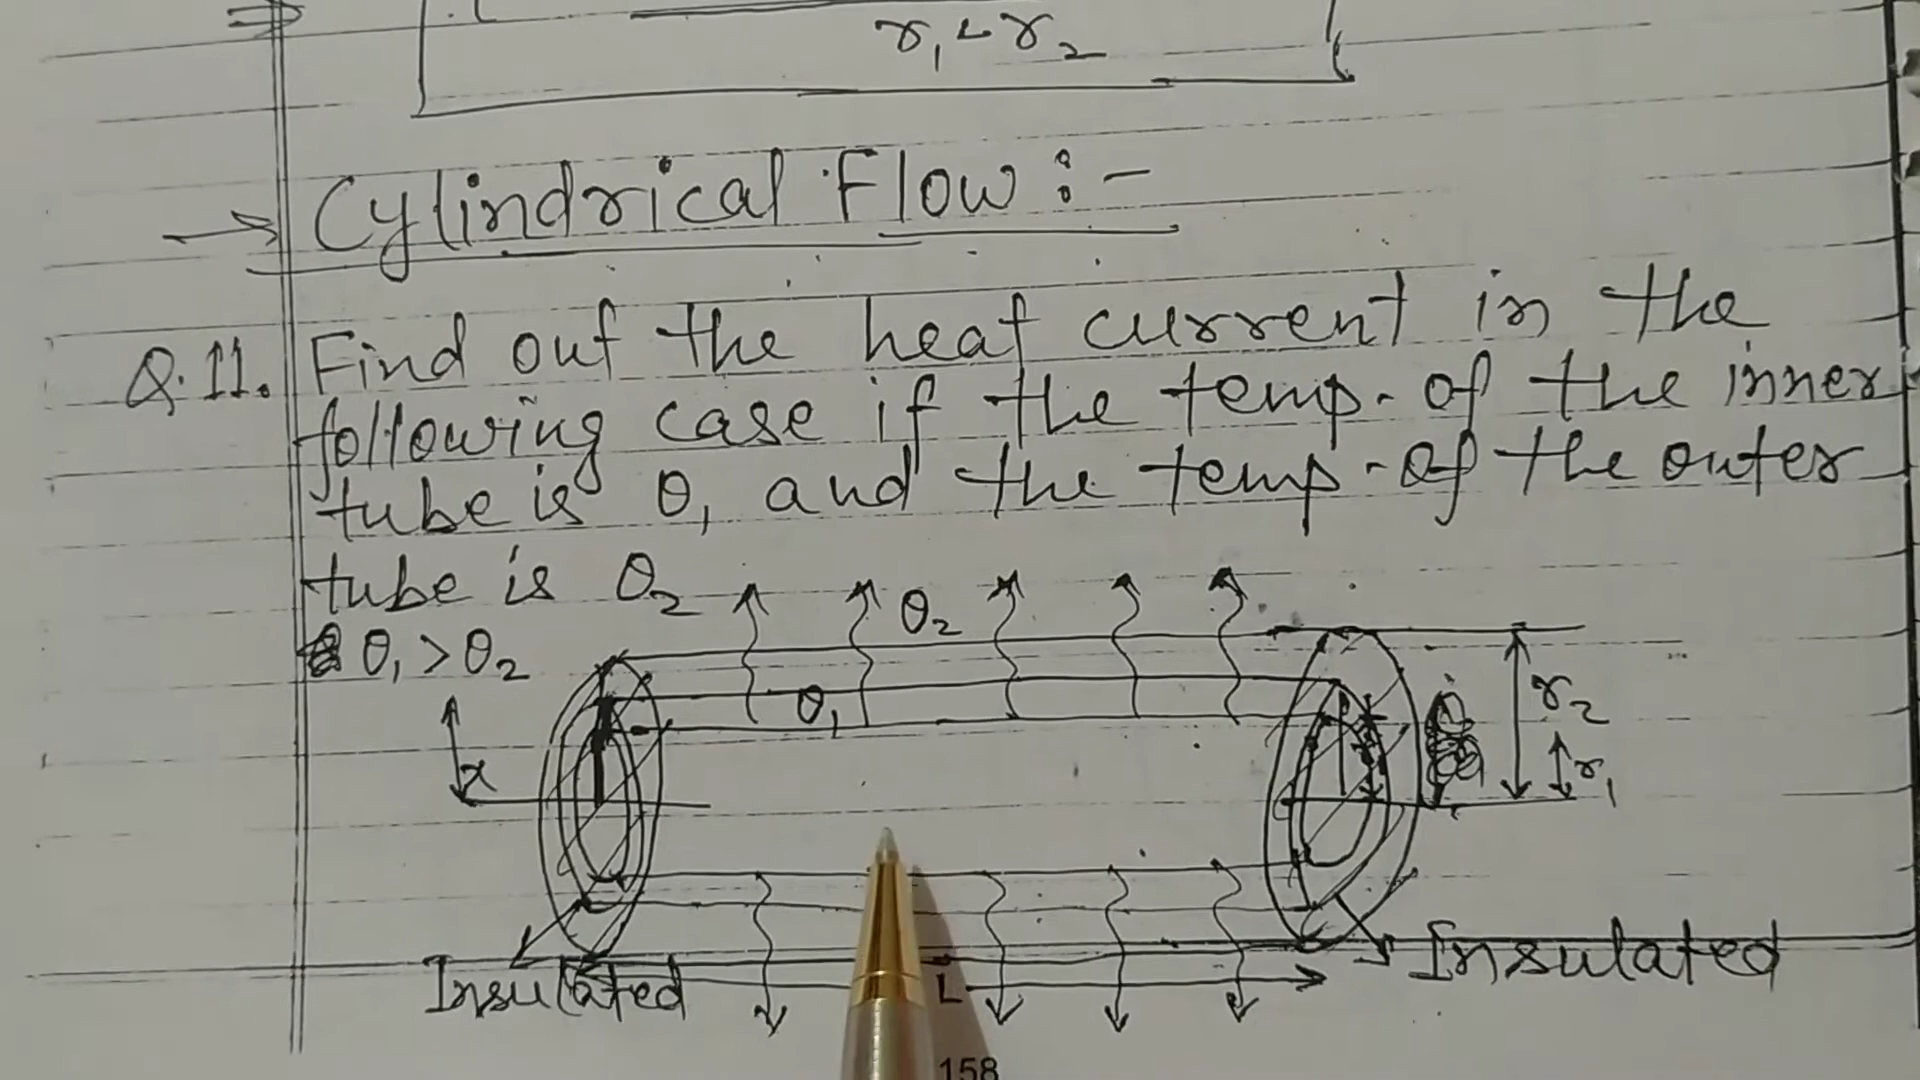 r₁ - r₂
→ Cylindrical Flow :-
Q.11. Find out the heat current in the
following case if the temp. of the inner
tube is θ₁ and the temp. of the outer
tube is θ₂
θ₁ > θ₂
θ₂
θ₁
x
r₂
r₁
Insulated
L
Insulated
158